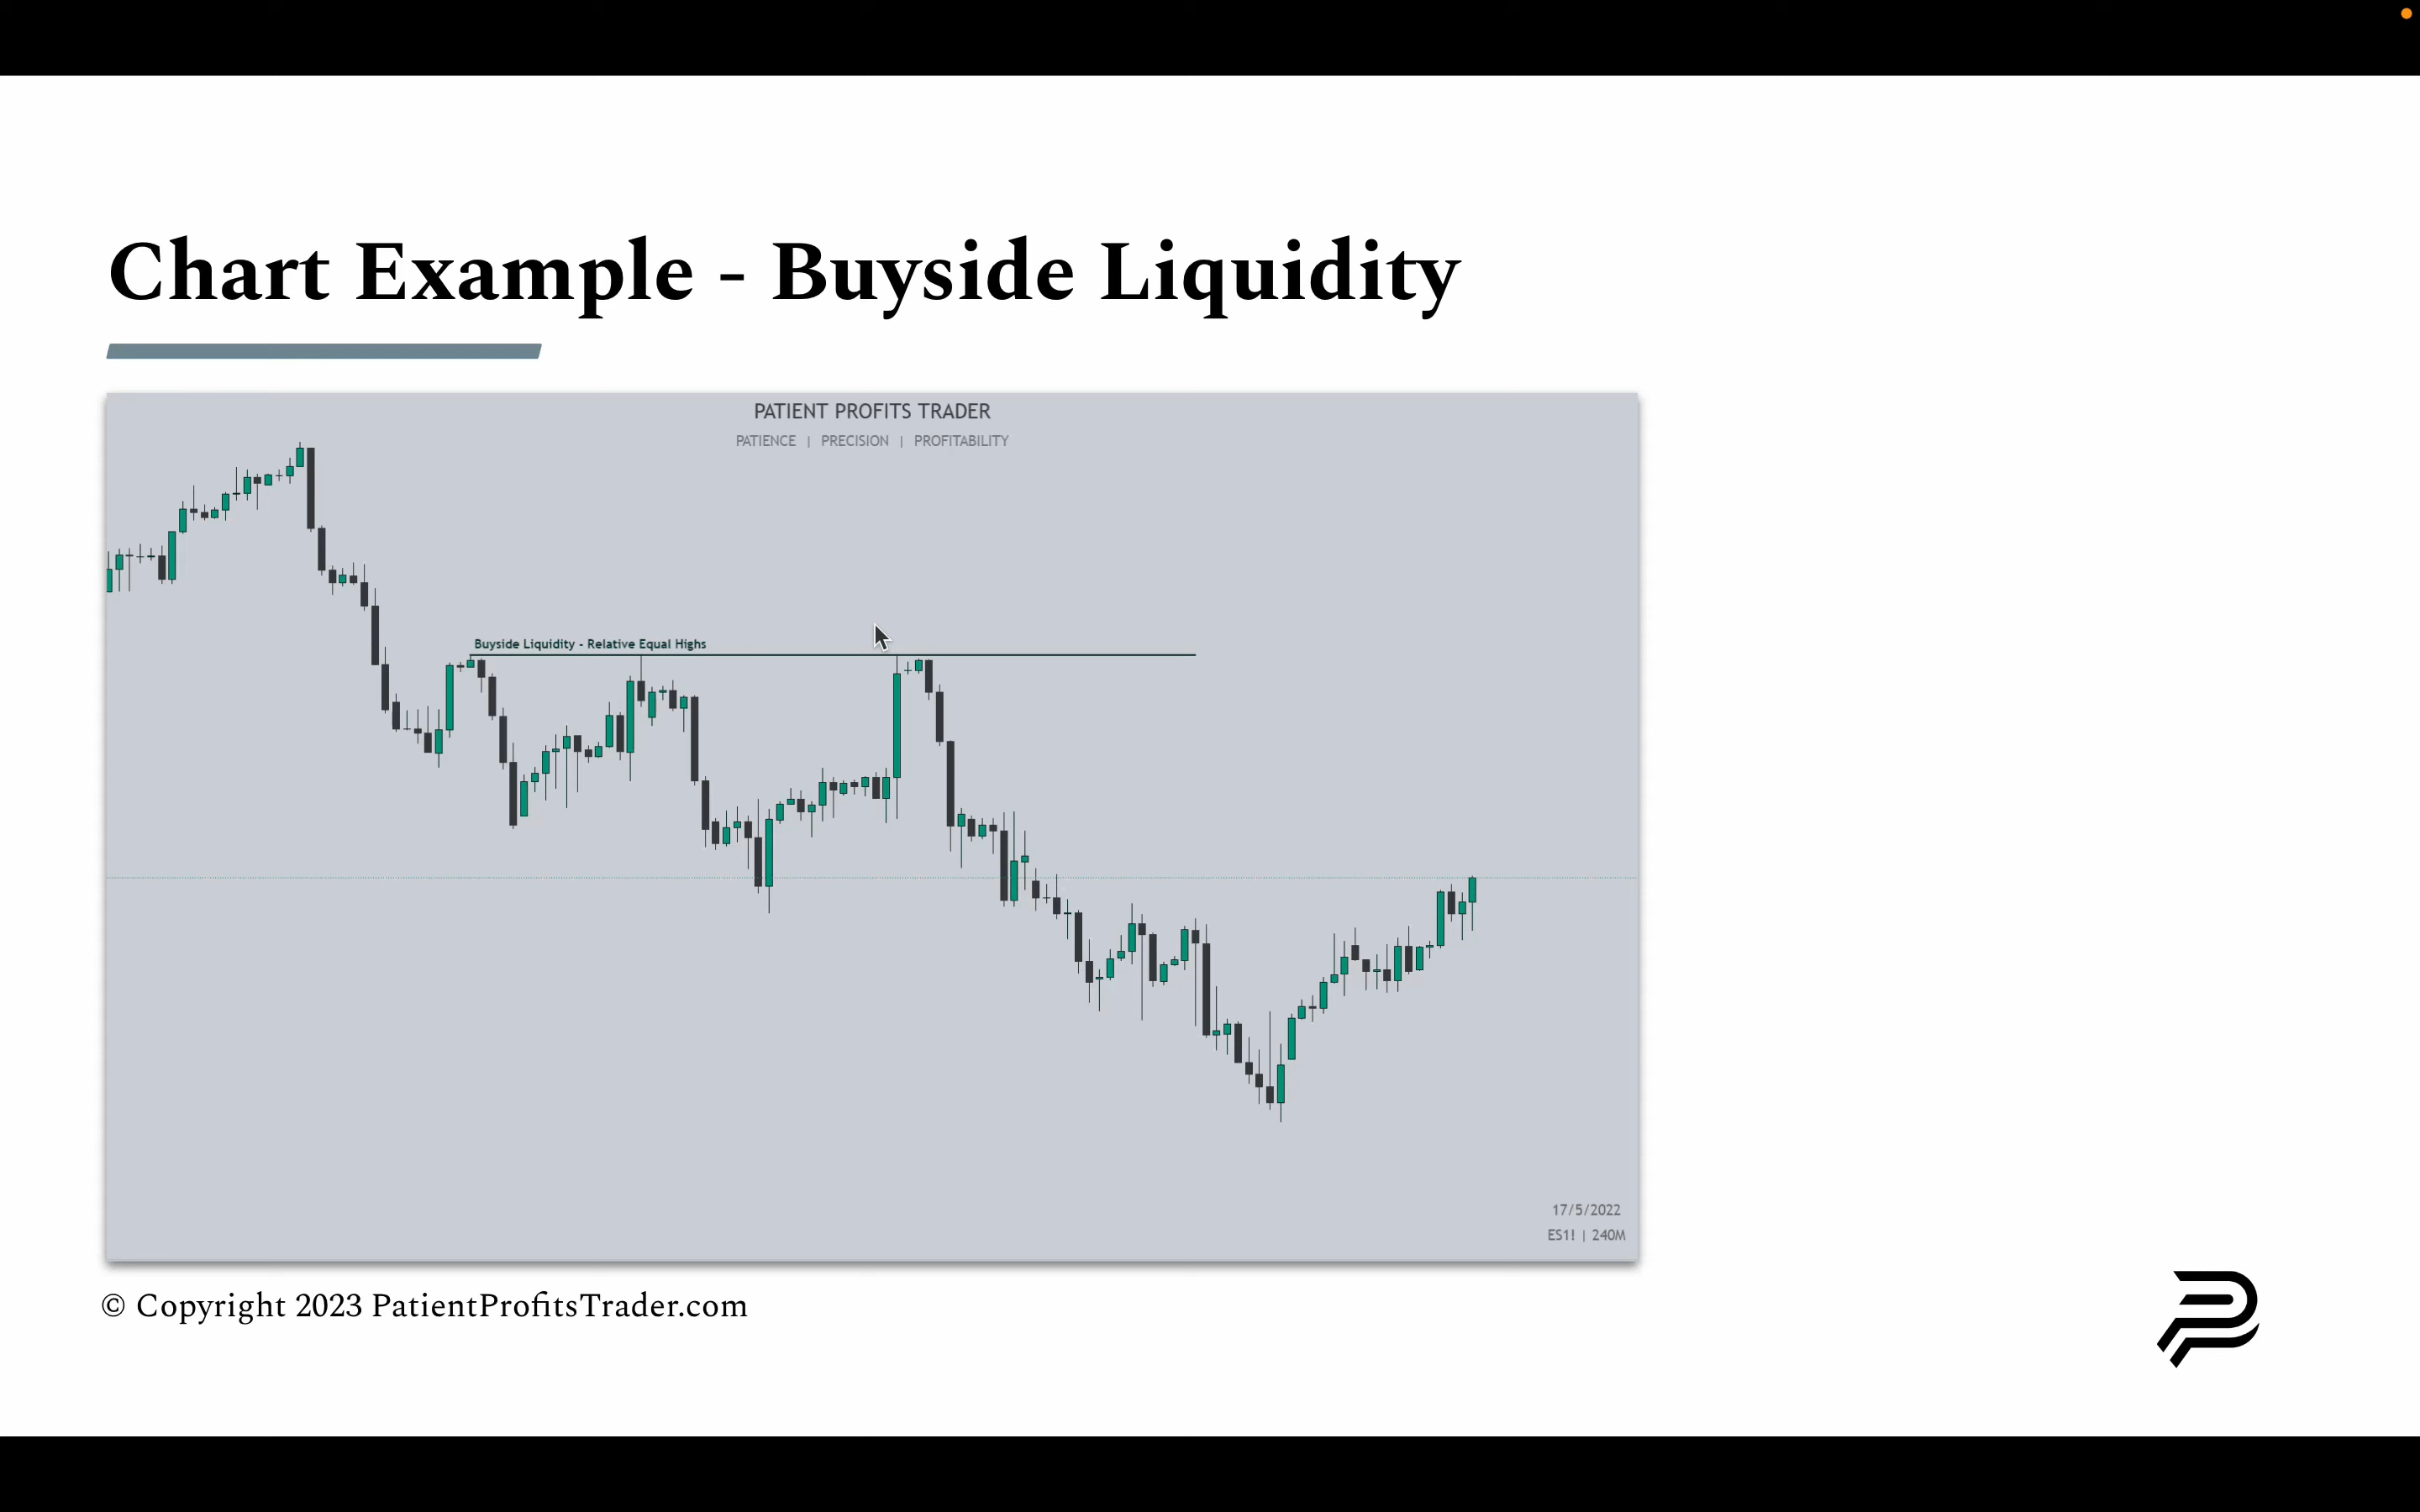 Chart Example - Buyside Liquidity
PATIENT PROFITS TRADER
PATIENCE | PRECISION | PROFITABILITY
Buyside Liquidity - Relative Equal Highs
17/5/2022
ES1! | 240M
© Copyright 2023 PatientProfitsTrader.com